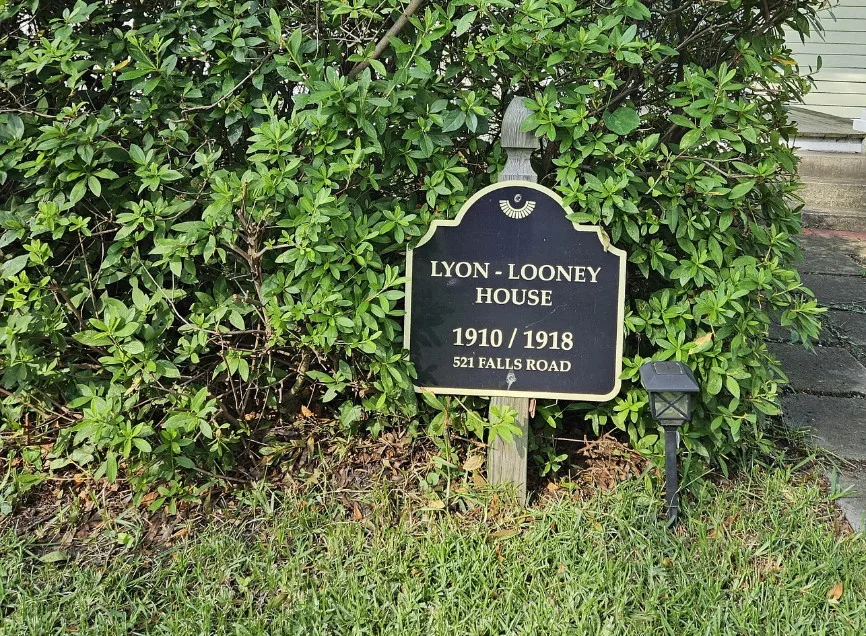 LYON - LOONEY
HOUSE
1910 / 1918
521 FALLS ROAD